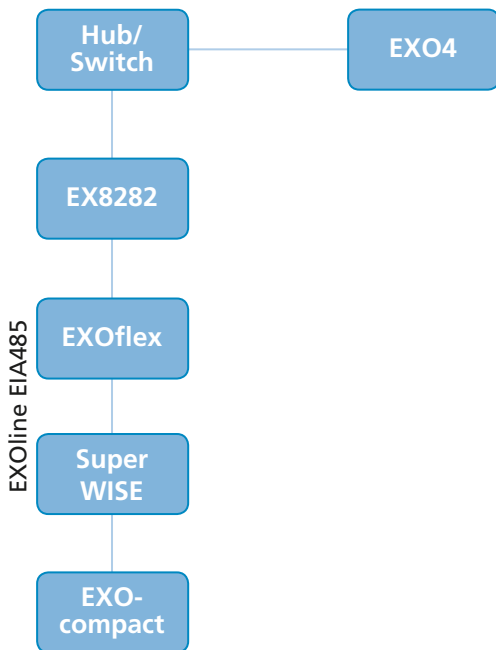 Hub/
Switch
EXO4
EX8282
EXOflex
EXOline EIA485
Super
WISE
EXO-
compact